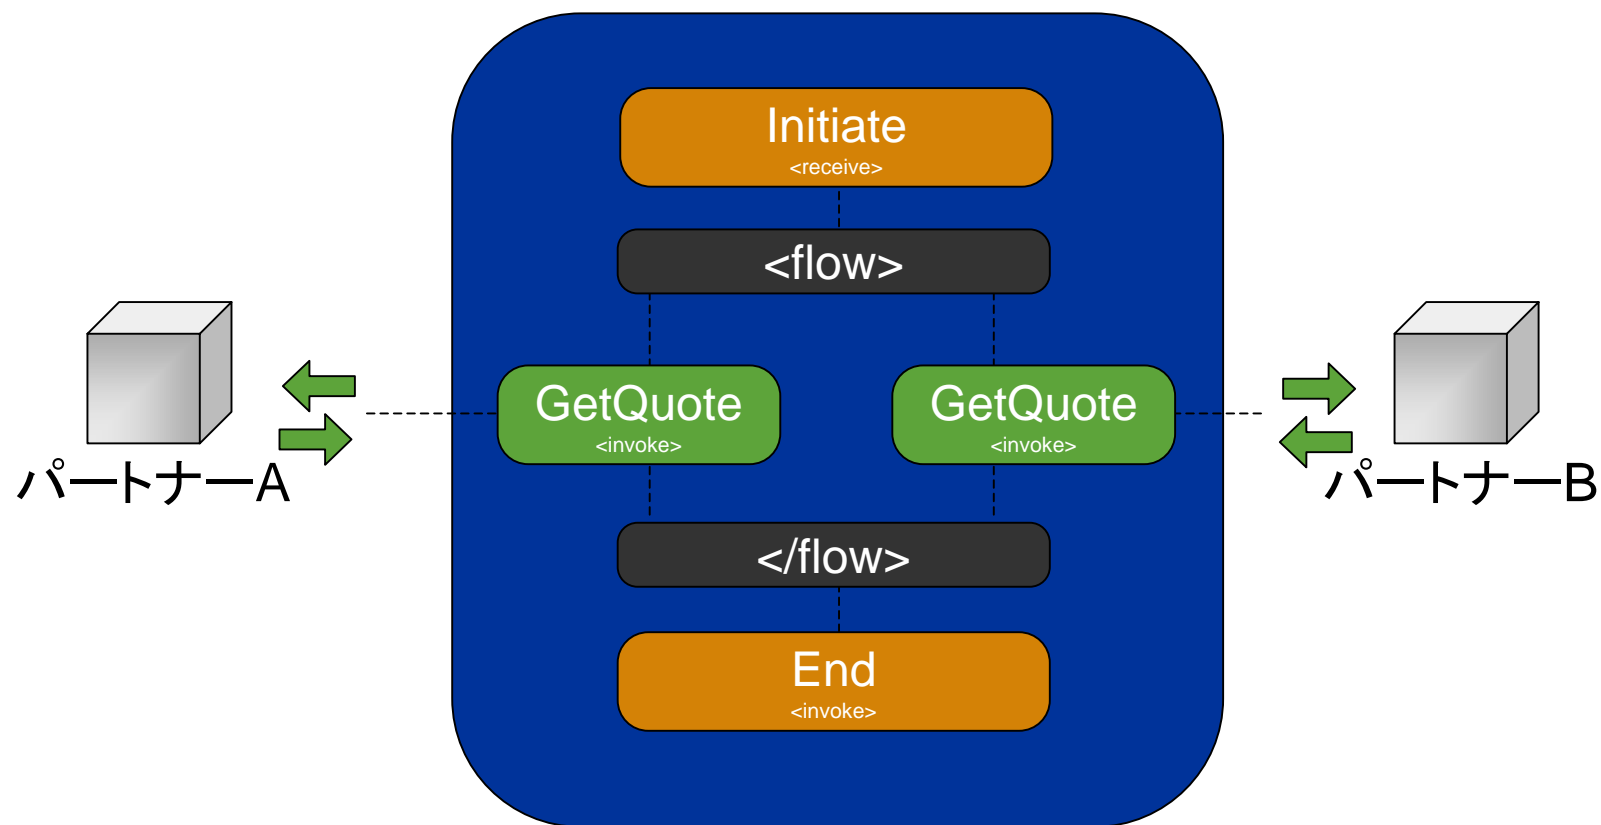 Initiate
<receive>
<flow>
GetQuote
<invoke>
GetQuote
<invoke>
パートナーA
パートナーB
</flow>
End
<invoke>